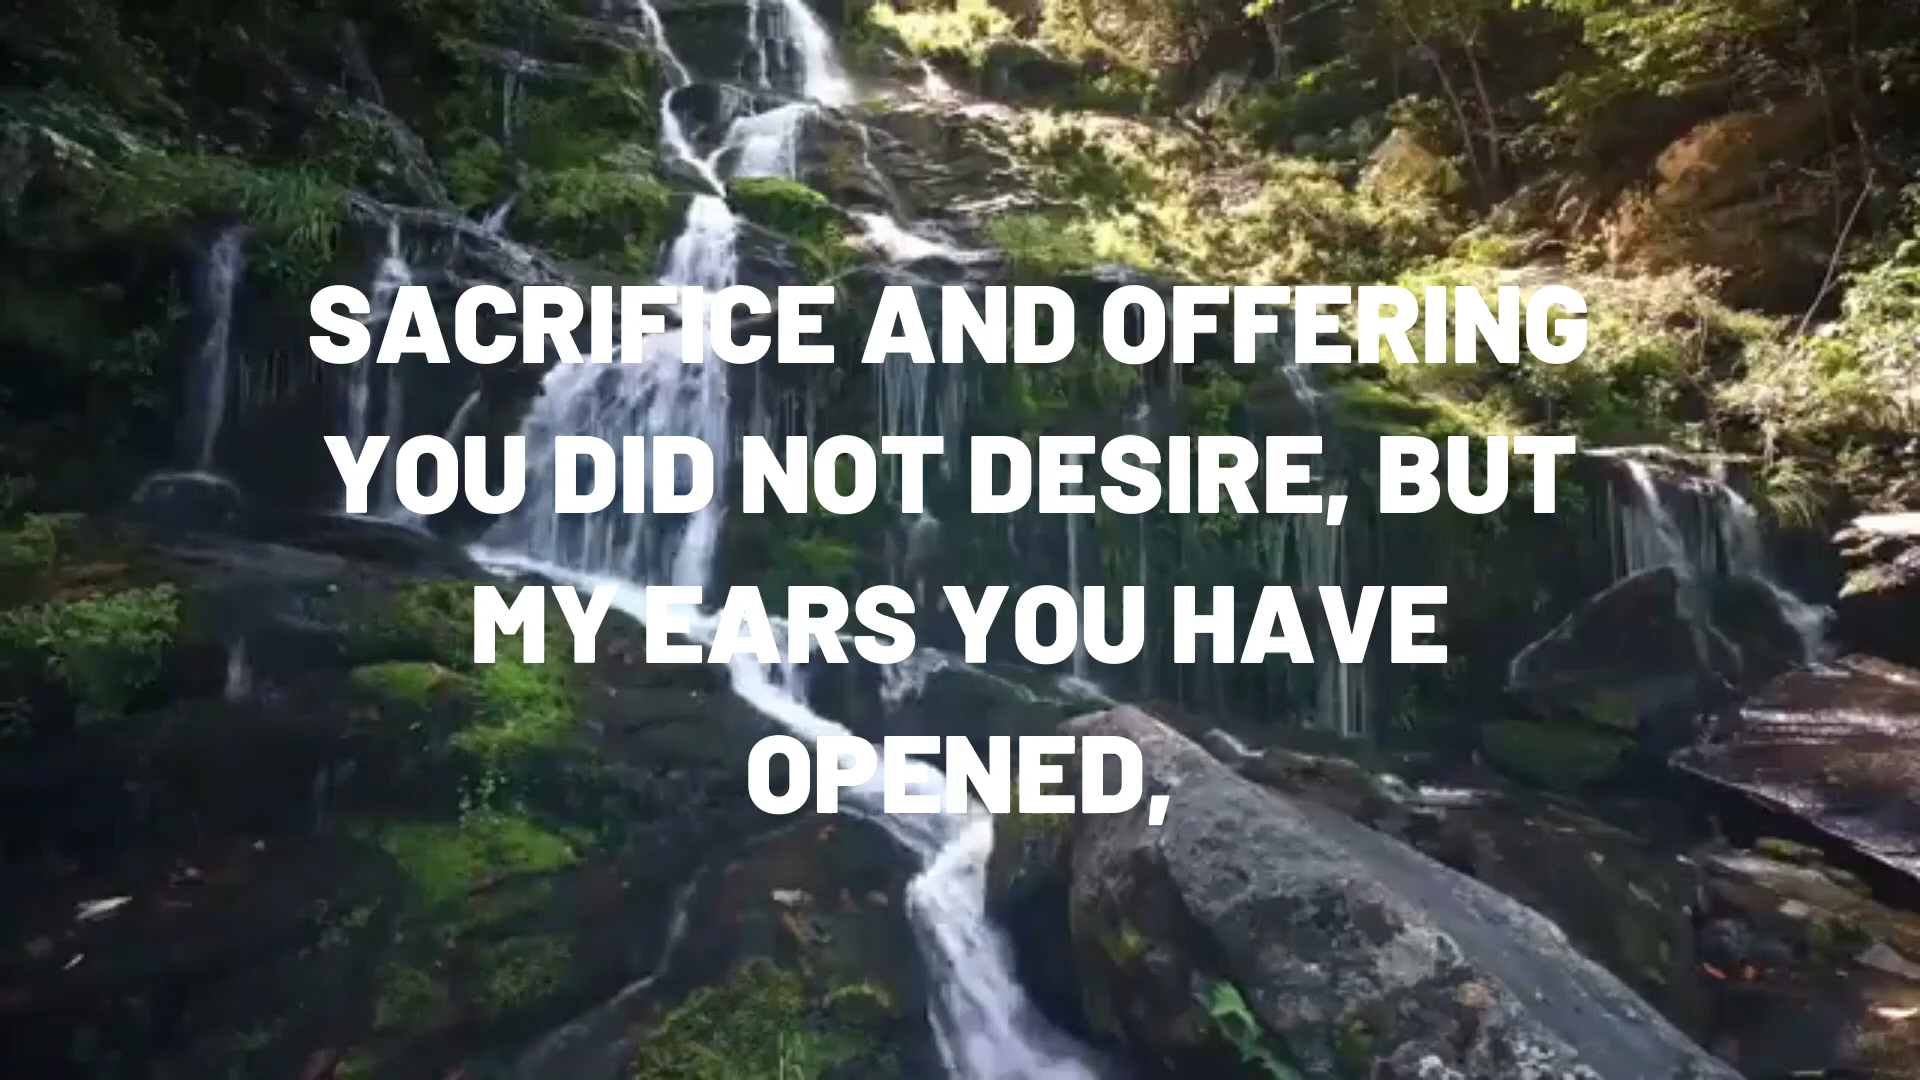 SACRIFICE AND OFFERING
YOU DID NOT DESIRE, BUT
MY EARS YOU HAVE
OPENED,